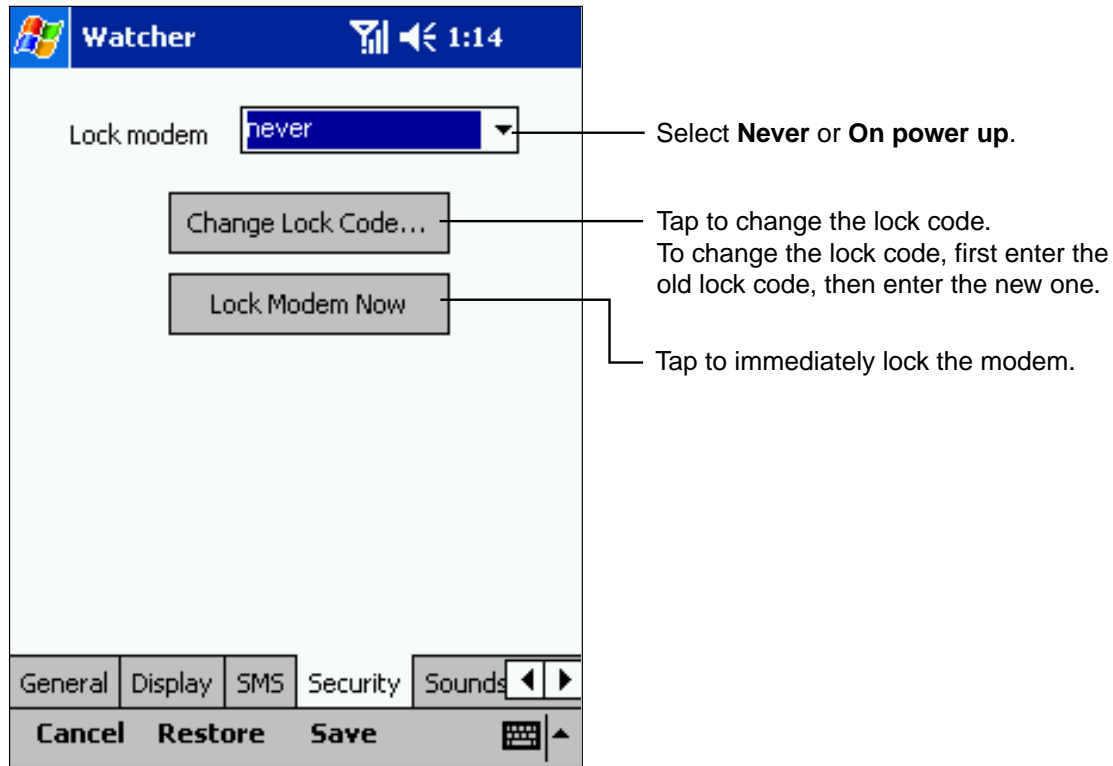 Watcher 1:14
Lock modem never
Select Never or On power up.
Change Lock Code...
Tap to change the lock code.
To change the lock code, first enter the
old lock code, then enter the new one.
Lock Modem Now
Tap to immediately lock the modem.
General Display SMS Security Sounds
Cancel Restore Save